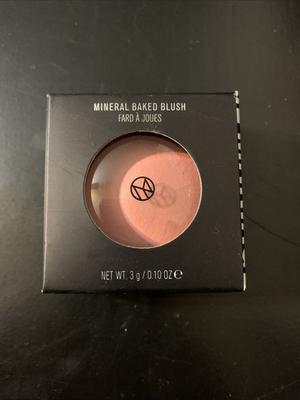 MINERAL BAKED BLUSH
FARD À JOUES
NET WT. 3 g / 0.10 OZ ℮